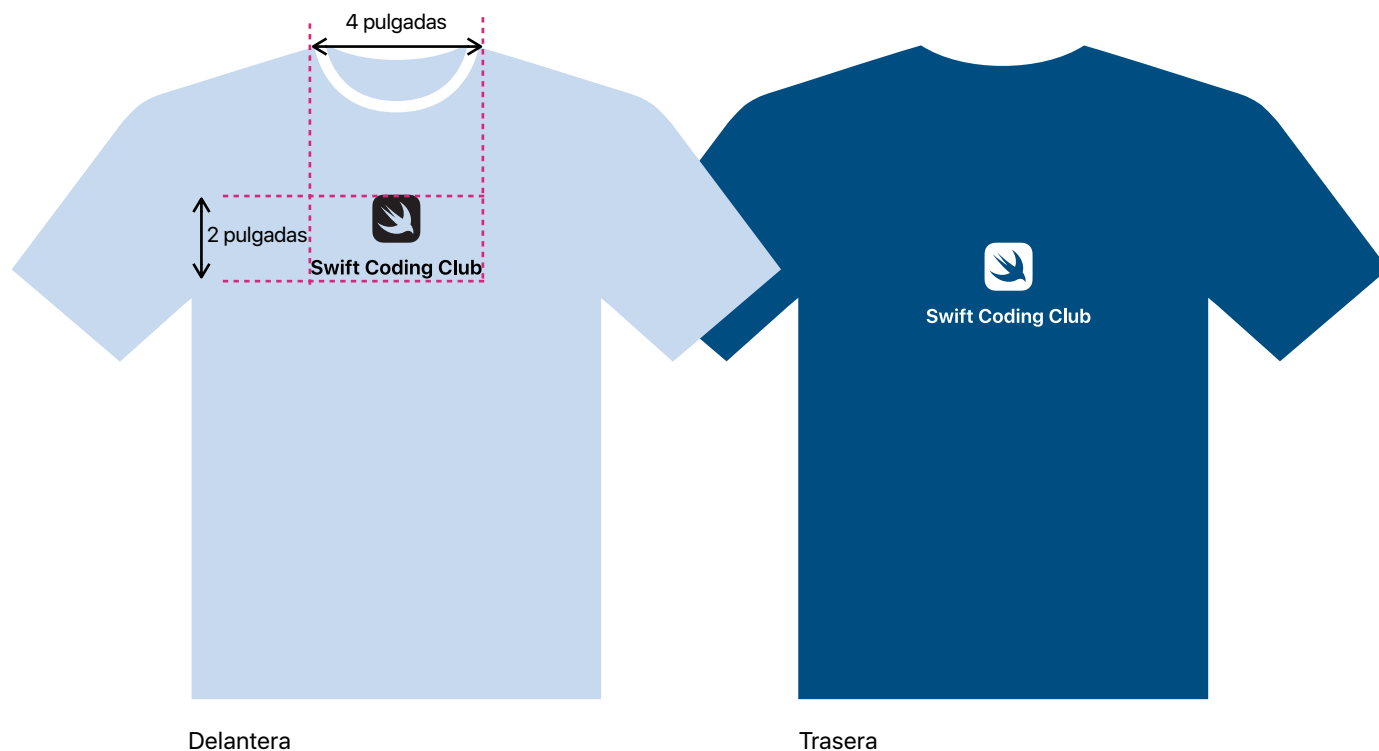 4 pulgadas
2 pulgadas
Swift Coding Club
Swift Coding Club
Delantera
Trasera